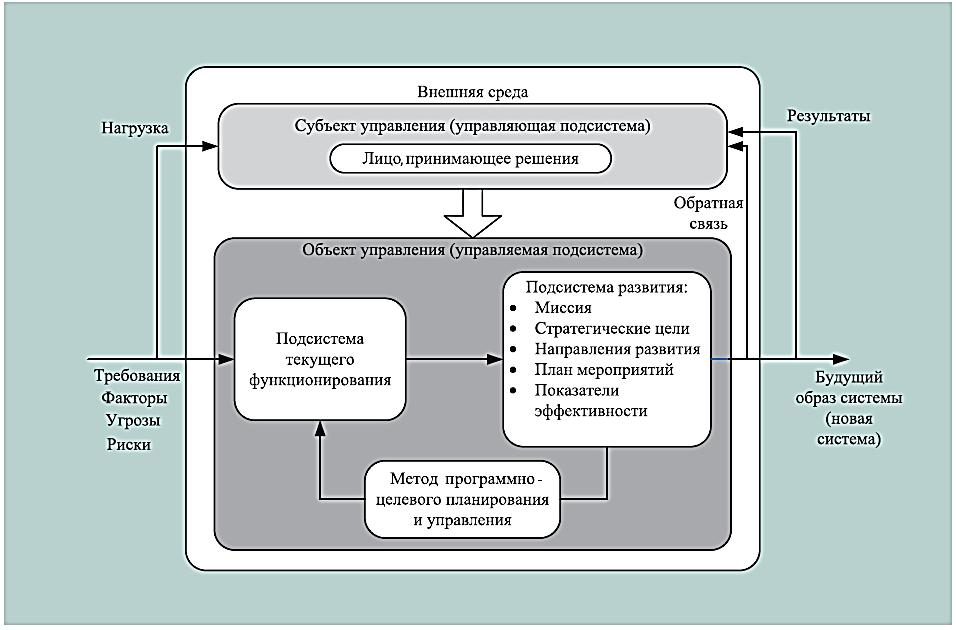 Внешняя среда
Нагрузка
Субъект управления (управляющая подсистема)
Результаты
Лицо, принимающее решения
Обратная
связь
Объект управления (управляемая подсистема)
Подсистема
текущего
функционирования
Подсистема развития:
• Миссия
• Стратегические цели
• Направления развития
• План мероприятий
• Показатели
эффективности
Требования
Факторы
Угрозы
Риски
Будущий
образ системы
(новая
система)
Метод программно-
целевого планирования
и управления